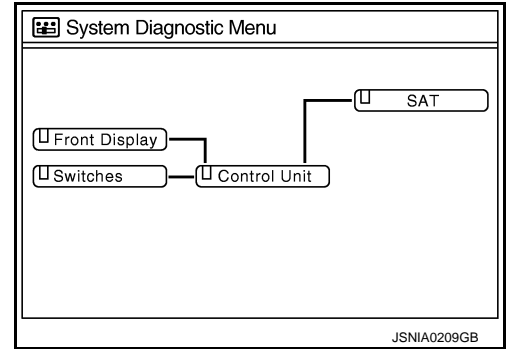 System Diagnostic Menu
SAT
Front Display
Switches
Control Unit
JSNIA0209GB